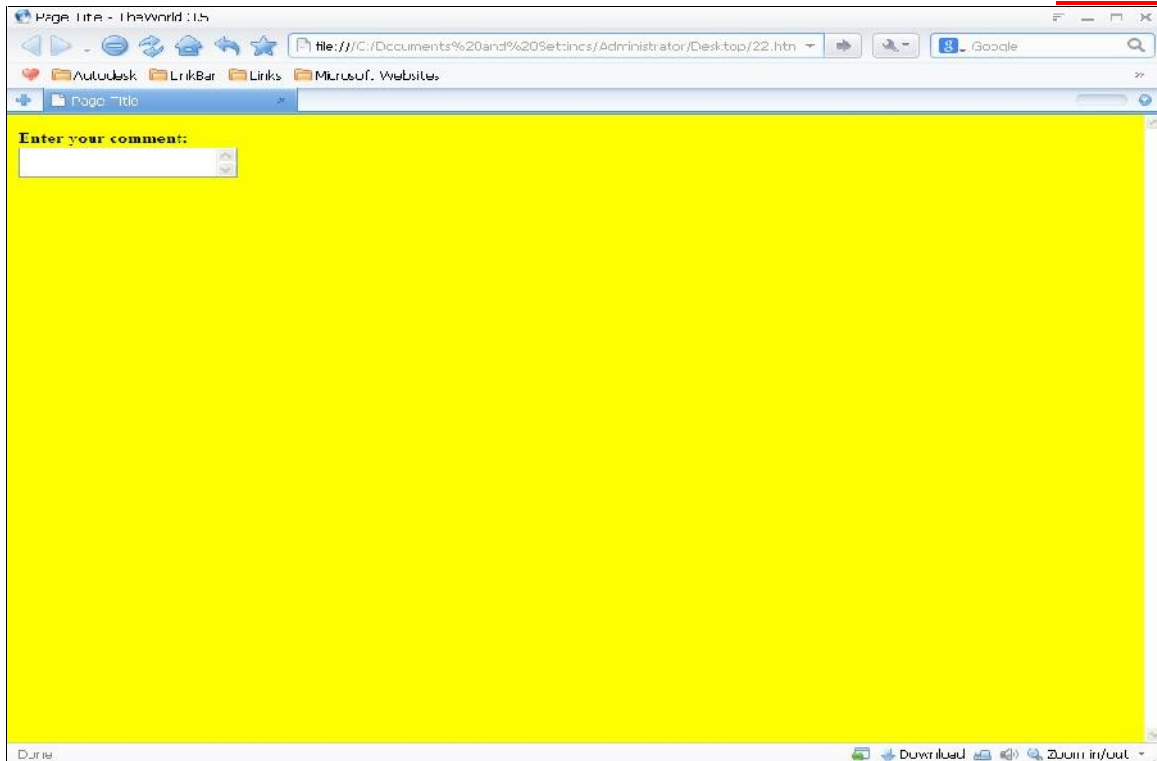 Page Title - TheWorld 3.5
file:///C:/Documents%20and%20Settings/Administrator/Desktop/22.htm
Google
Autodesk LinkBar Links Microsoft Websites
Page Title
Enter your comment:
Done
Download Zoom in/out